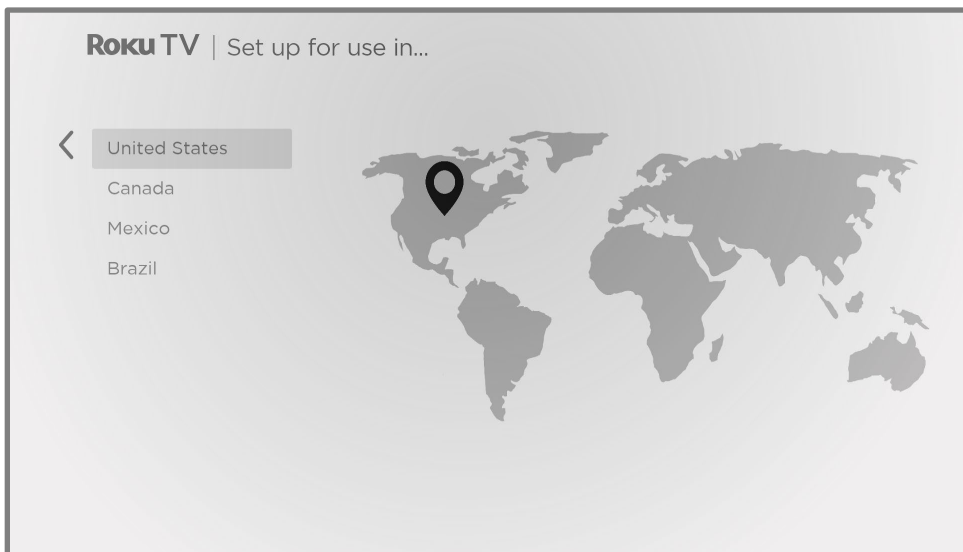 Roku TV | Set up for use in...
United States
Canada
Mexico
Brazil